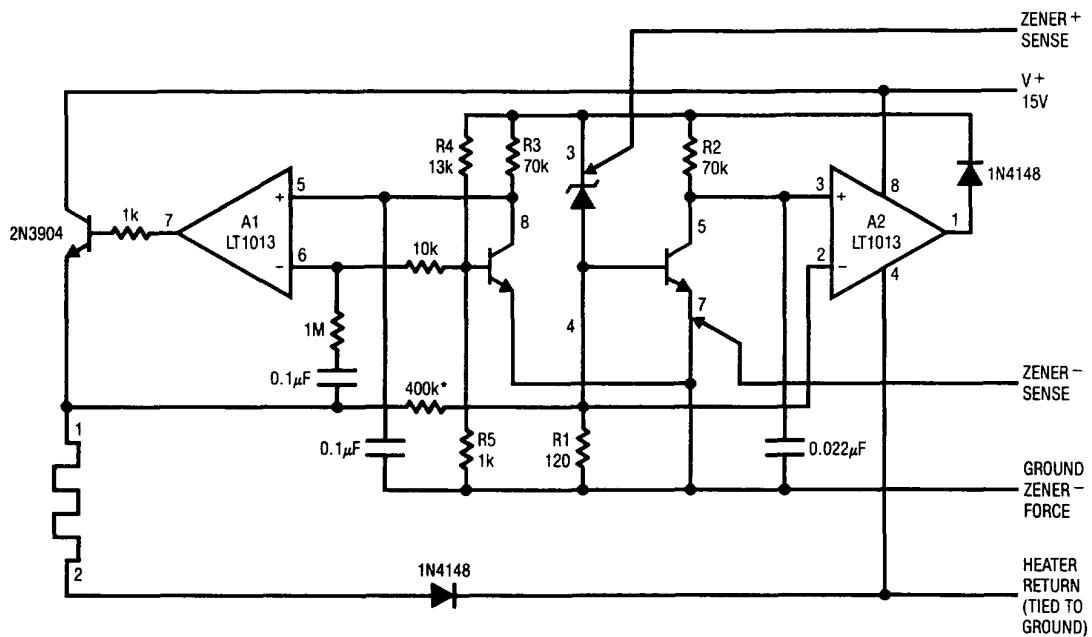 ZENER+
SENSE
V+
15V
R4
13k
R3
70k
3
R2
70k
1N4148
5
+
A1
LT1013
7
1k
2N3904
6
−
8
10k
5
3
+
A2
LT1013
8
1
2
−
4
1M
0.1µF
4
7
400k*
ZENER−
SENSE
1
0.1µF
R5
1k
R1
120
0.022µF
GROUND
ZENER−
FORCE
2
1N4148
HEATER
RETURN
(TIED TO
GROUND)